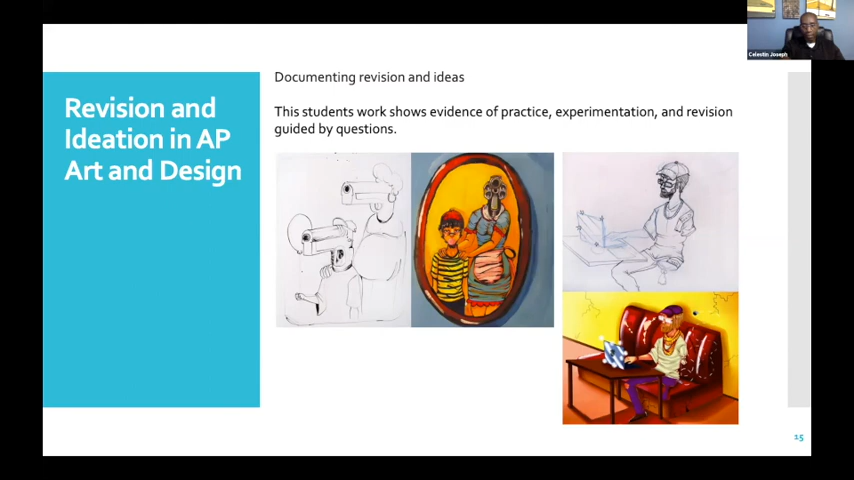 Celestin Joseph
Revision and
Ideation in AP
Art and Design
Documenting revision and ideas
This students work shows evidence of practice, experimentation, and revision
guided by questions.
15